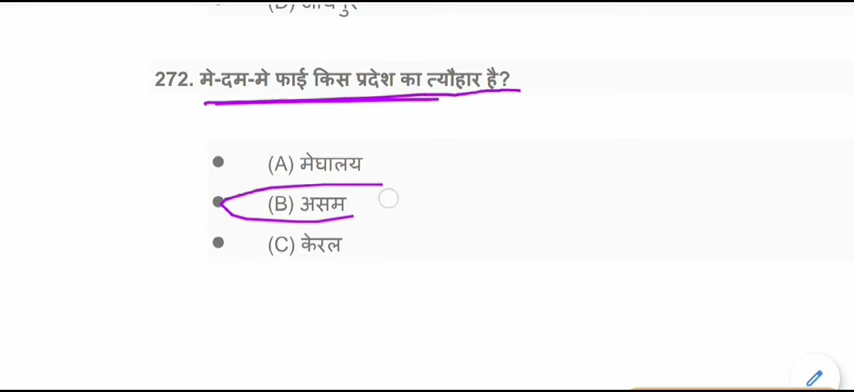 272. मे-दम-मे फाई किस प्रदेश का त्यौहार है?
(A) मेघालय
(B) असम
(C) केरल